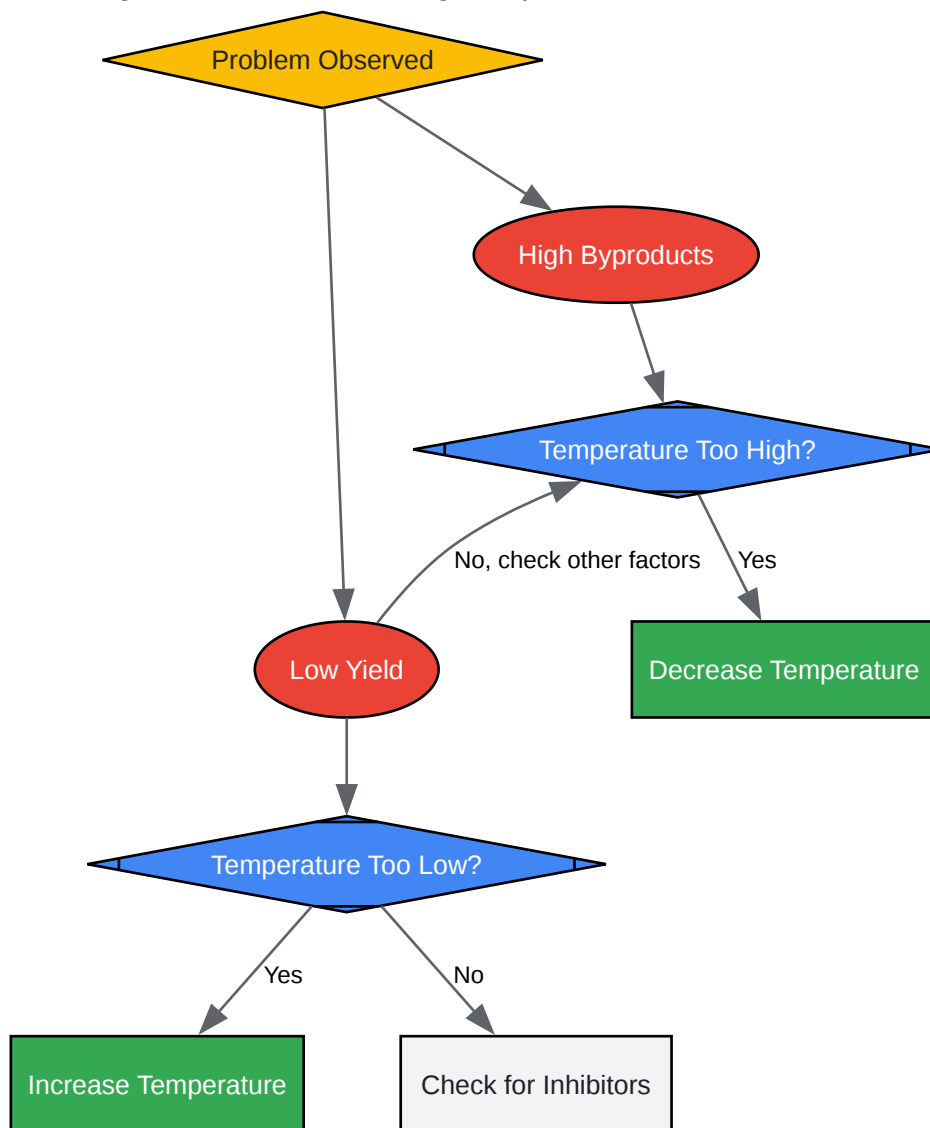 Problem Observed
High Byproducts
Temperature Too High?
No, check other factors
Yes
Low Yield
Decrease Temperature
Temperature Too Low?
Yes
No
Increase Temperature
Check for Inhibitors